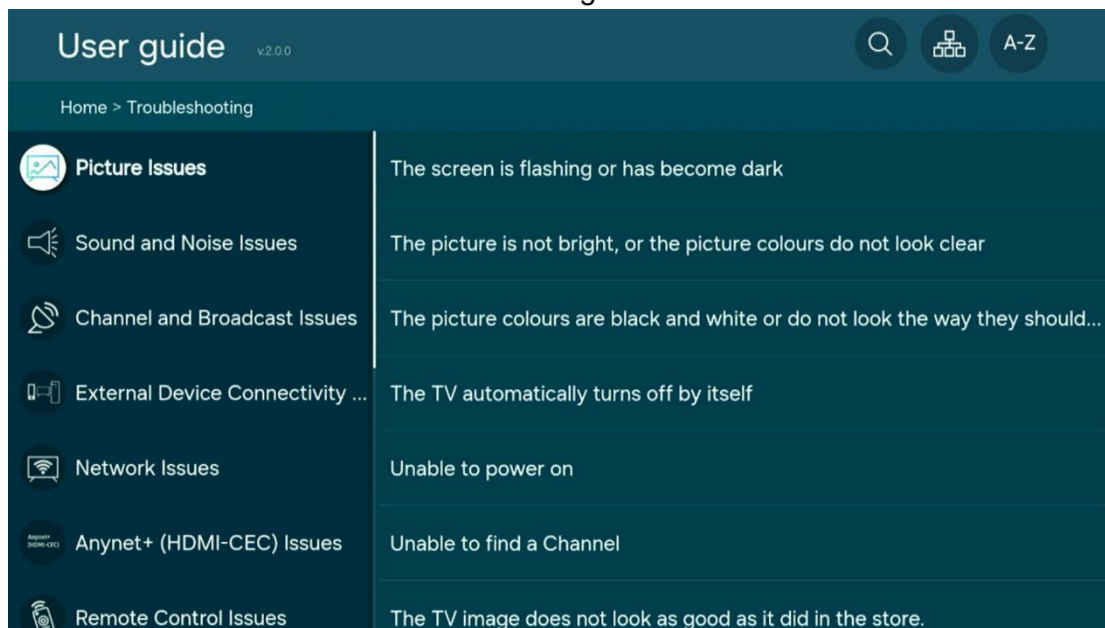 User guide v.2.0.0
A-Z
Home > Troubleshooting
Picture Issues
Sound and Noise Issues
Channel and Broadcast Issues
External Device Connectivity ...
Network Issues
Anynet+ (HDMI-CEC)
Anynet+ (HDMI-CEC) Issues
Remote Control Issues
The screen is flashing or has become dark
The picture is not bright, or the picture colours do not look clear
The picture colours are black and white or do not look the way they should...
The TV automatically turns off by itself
Unable to power on
Unable to find a Channel
The TV image does not look as good as it did in the store.